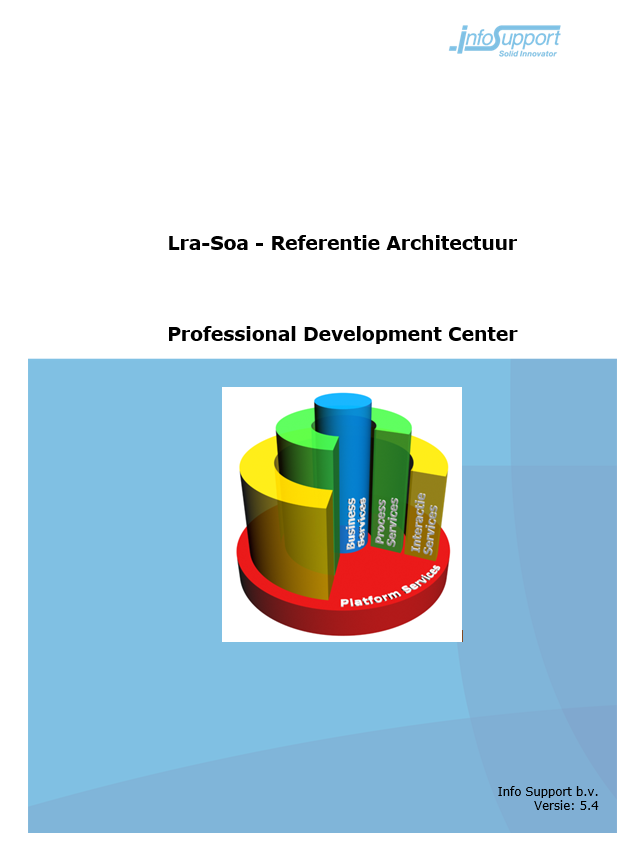 infoSupport
Solid Innovator
Lra-Soa - Referentie Architectuur
Professional Development Center
Business
Services
Process
Services
Interactie
Services
Platform Services
Info Support b.v.
Versie: 5.4